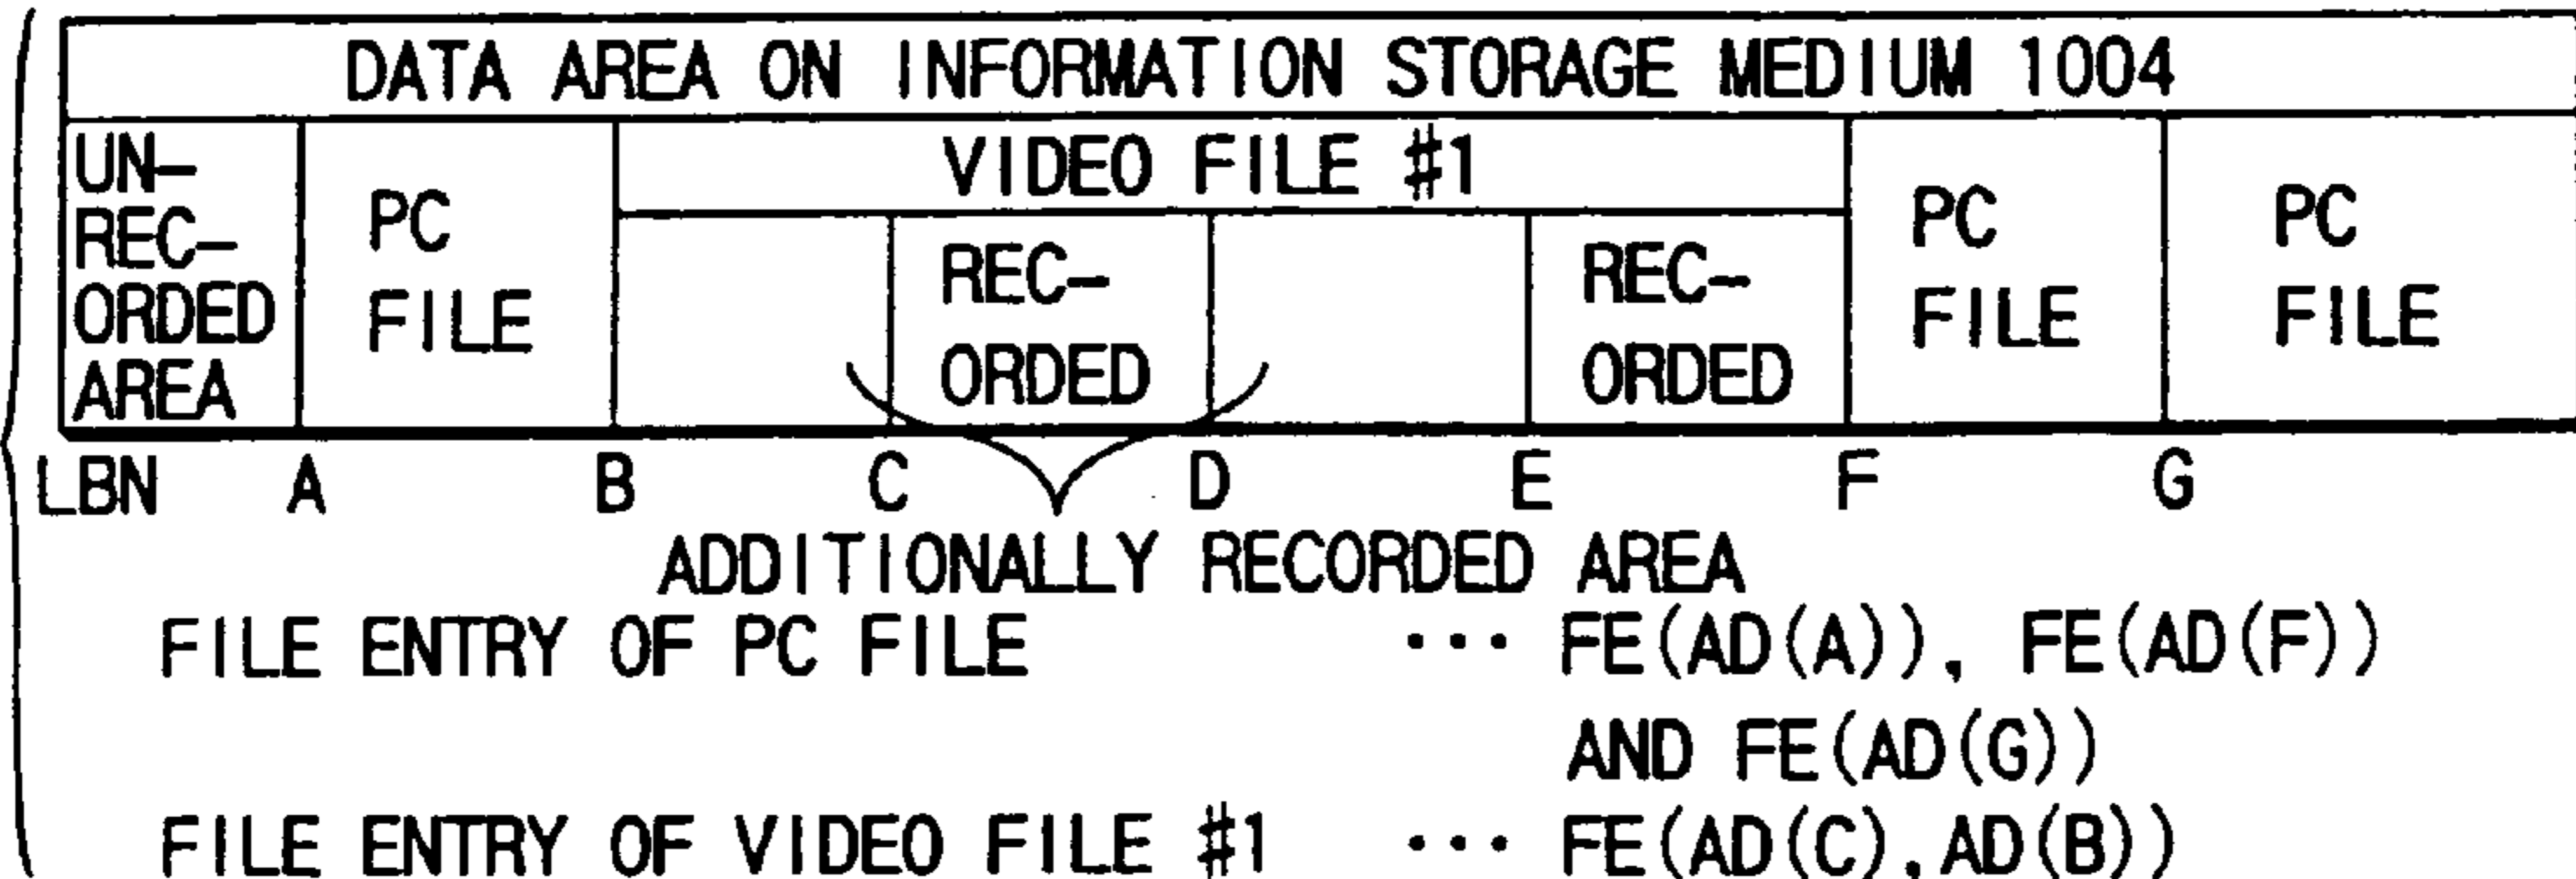 DATA AREA ON INFORMATION STORAGE MEDIUM 1004
UN-
REC-
ORDED
AREA
PC
FILE
VIDEO FILE #1
REC-
ORDED
REC-
ORDED
PC
FILE
PC
FILE
LBN A B C D E F G
ADDITIONALLY RECORDED AREA
FILE ENTRY OF PC FILE ··· FE(AD(A)), FE(AD(F))
AND FE(AD(G))
FILE ENTRY OF VIDEO FILE #1 ··· FE(AD(C), AD(B))